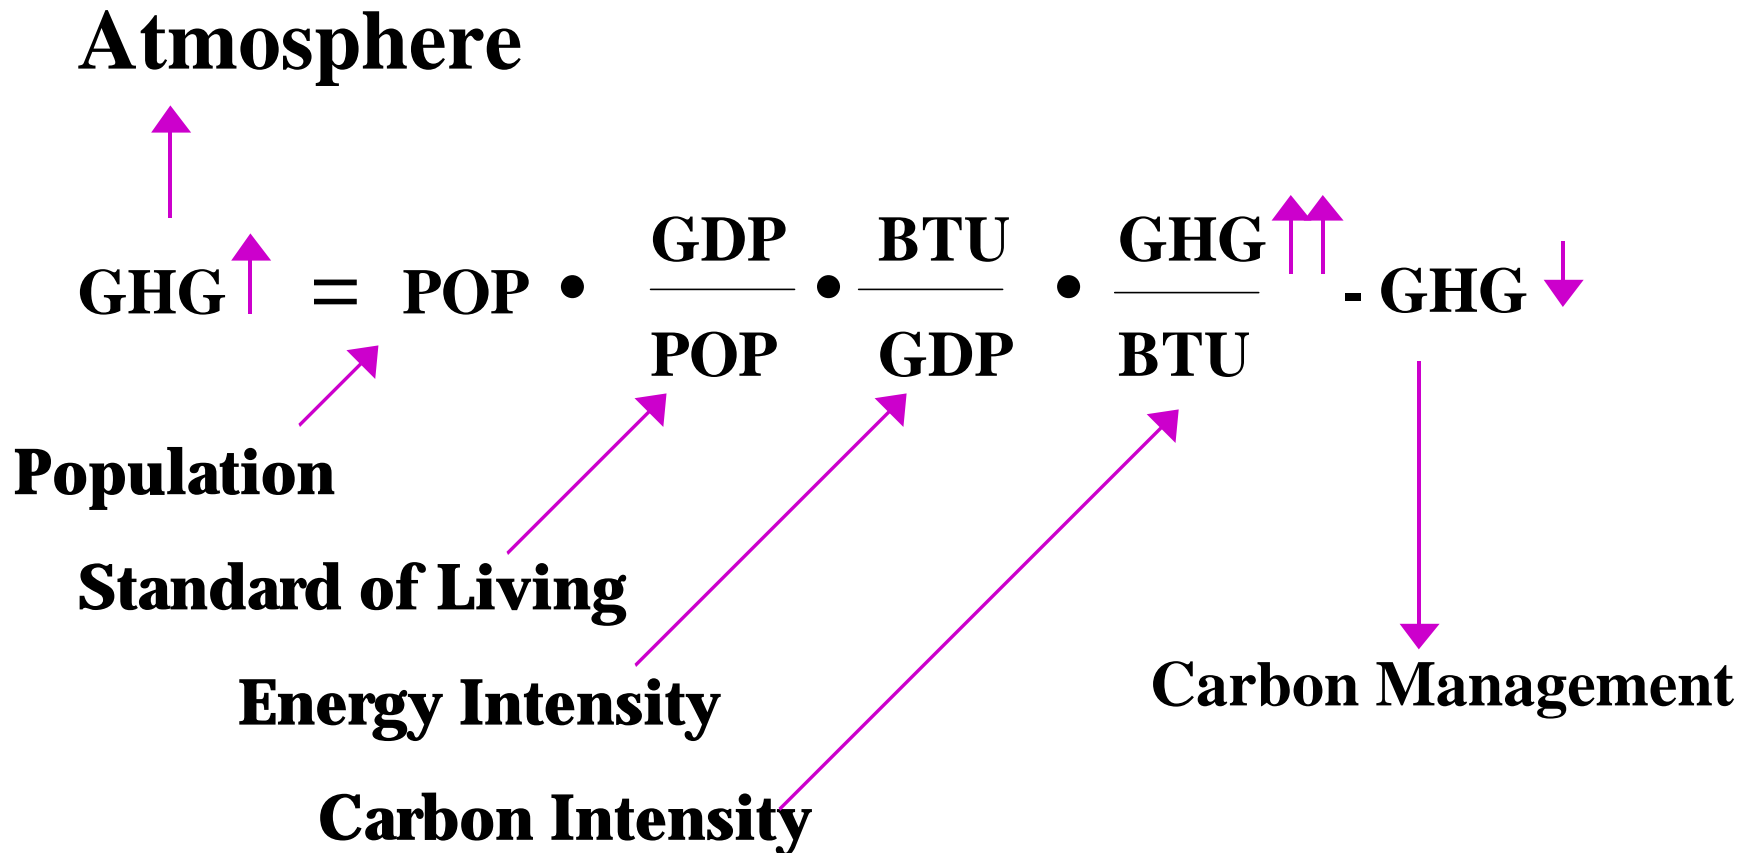 Atmosphere
GHG = POP • GDP/POP • BTU/GDP • GHG/BTU - GHG
Population
Standard of Living
Energy Intensity
Carbon Management
Carbon Intensity